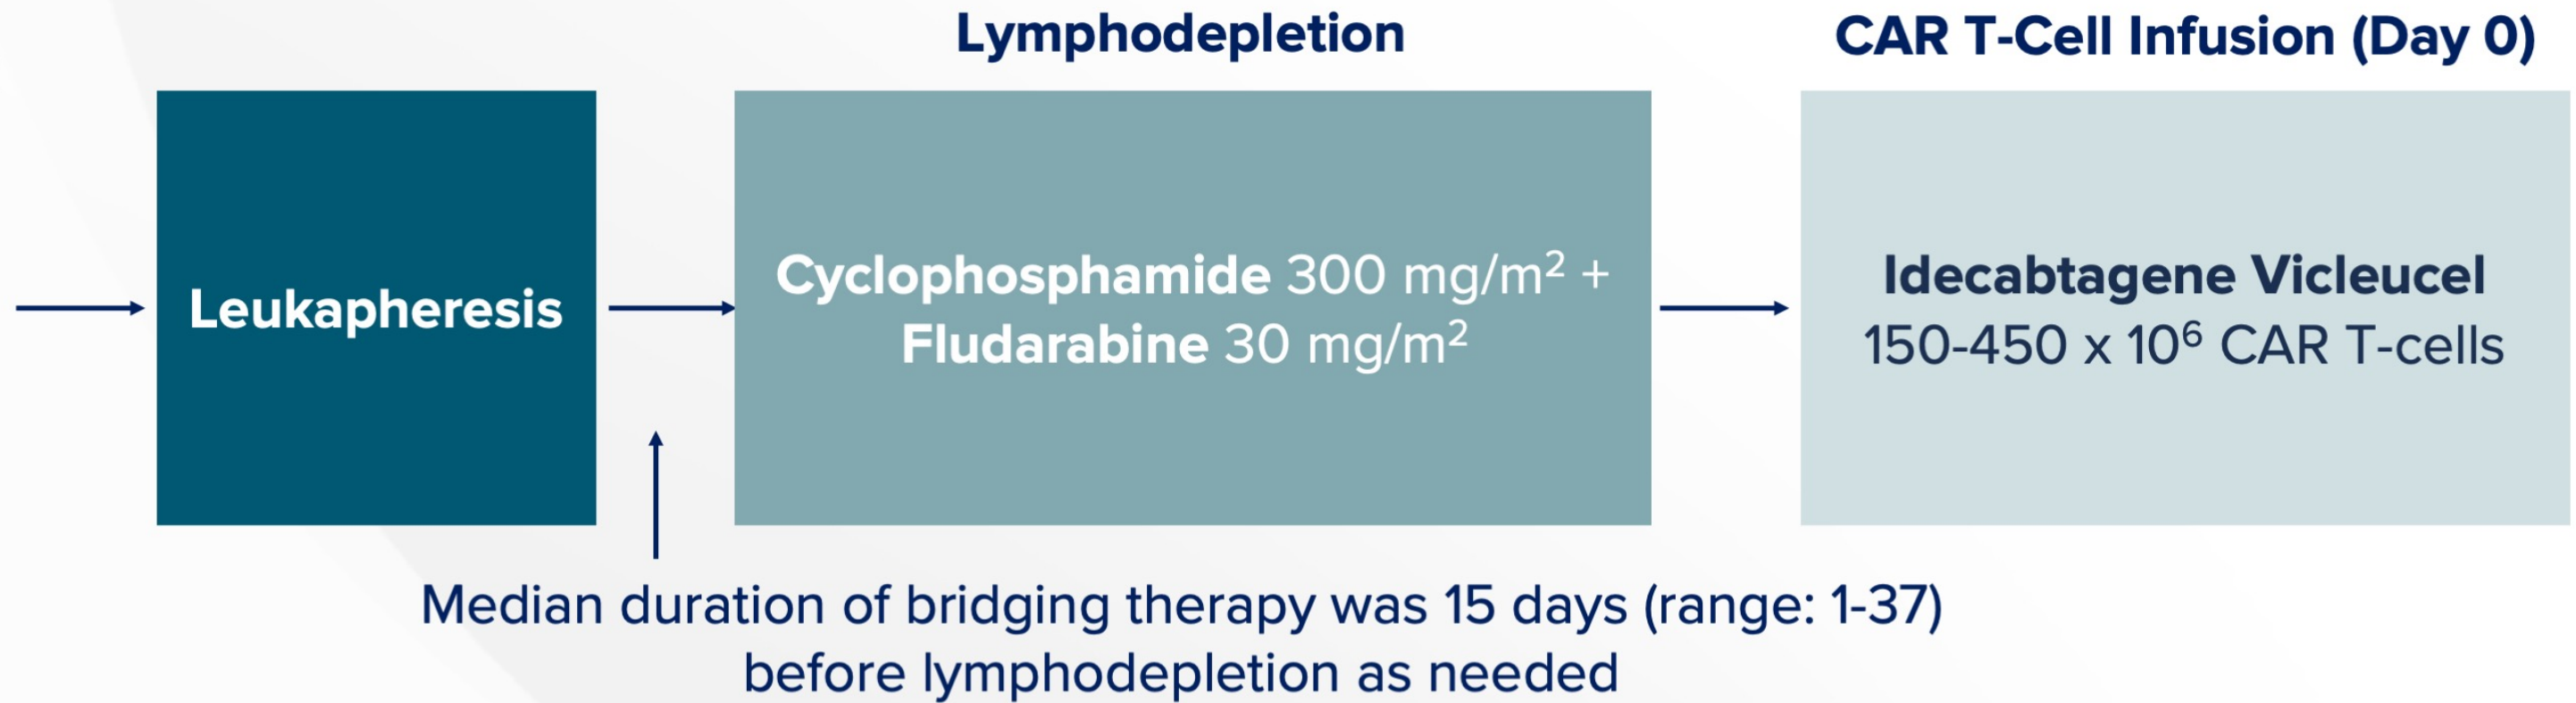 Lymphodepletion
CAR T-Cell Infusion (Day 0)
Leukapheresis
Cyclophosphamide 300 mg/m² +
Fludarabine 30 mg/m²
Idecabtagene Vicleucel
150-450 x 10⁶ CAR T-cells
Median duration of bridging therapy was 15 days (range: 1-37)
before lymphodepletion as needed